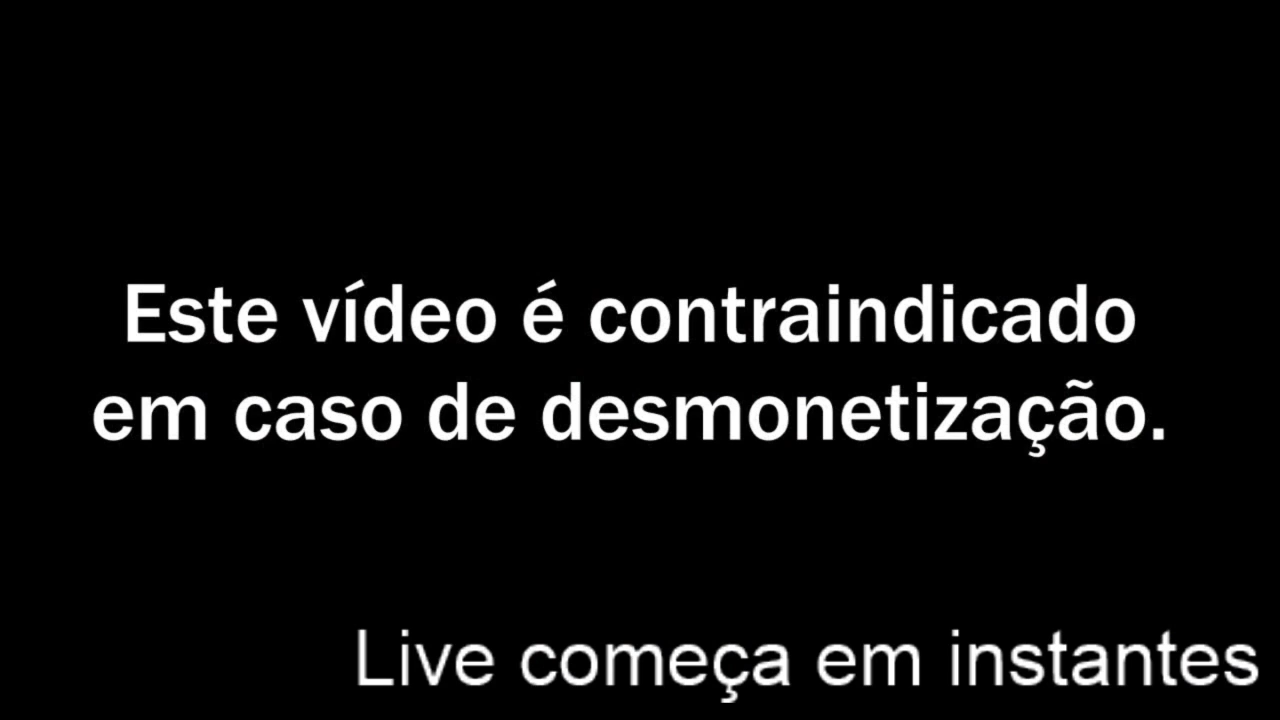 Este vídeo é contraindicado
em caso de desmonetização.
Live começa em instantes